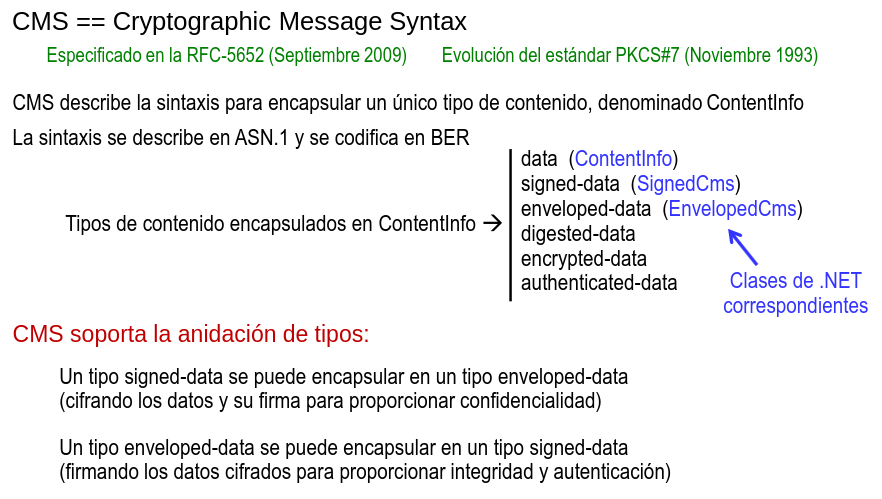 CMS == Cryptographic Message Syntax
Especificado en la RFC-5652 (Septiembre 2009) Evolución del estándar PKCS#7 (Noviembre 1993)
CMS describe la sintaxis para encapsular un único tipo de contenido, denominado ContentInfo
La sintaxis se describe en ASN.1 y se codifica en BER
Tipos de contenido encapsulados en ContentInfo →
data (ContentInfo)
signed-data (SignedCms)
enveloped-data (EnvelopedCms)
digested-data
encrypted-data
authenticated-data
Clases de .NET
correspondientes
CMS soporta la anidación de tipos:
Un tipo signed-data se puede encapsular en un tipo enveloped-data
(cifrando los datos y su firma para proporcionar confidencialidad)
Un tipo enveloped-data se puede encapsular en un tipo signed-data
(firmando los datos cifrados para proporcionar integridad y autenticación)